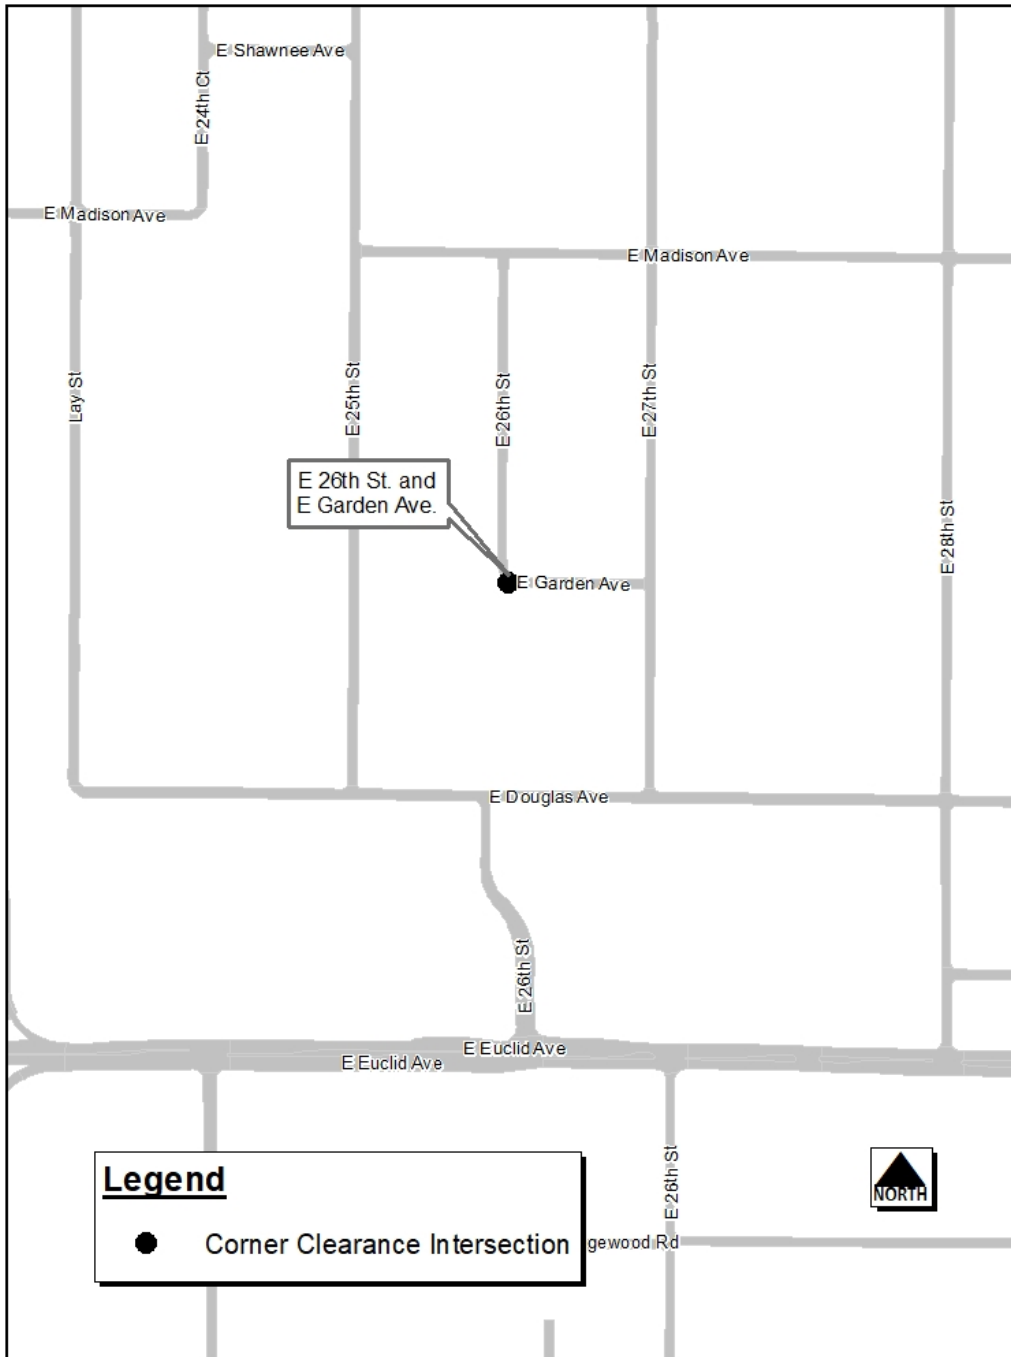 E Shawnee Ave
E 24th Ct
E Madison Ave
E Madison Ave
Lay St
E 25th St
E 26th St
E 27th St
E 26th St. and
E Garden Ave.
E 28th St
E Garden Ave
E Douglas Ave
E 26th St
E Euclid Ave
E Euclid Ave
Legend
Corner Clearance Intersection
E 26th St
NORTH
gewood Rd